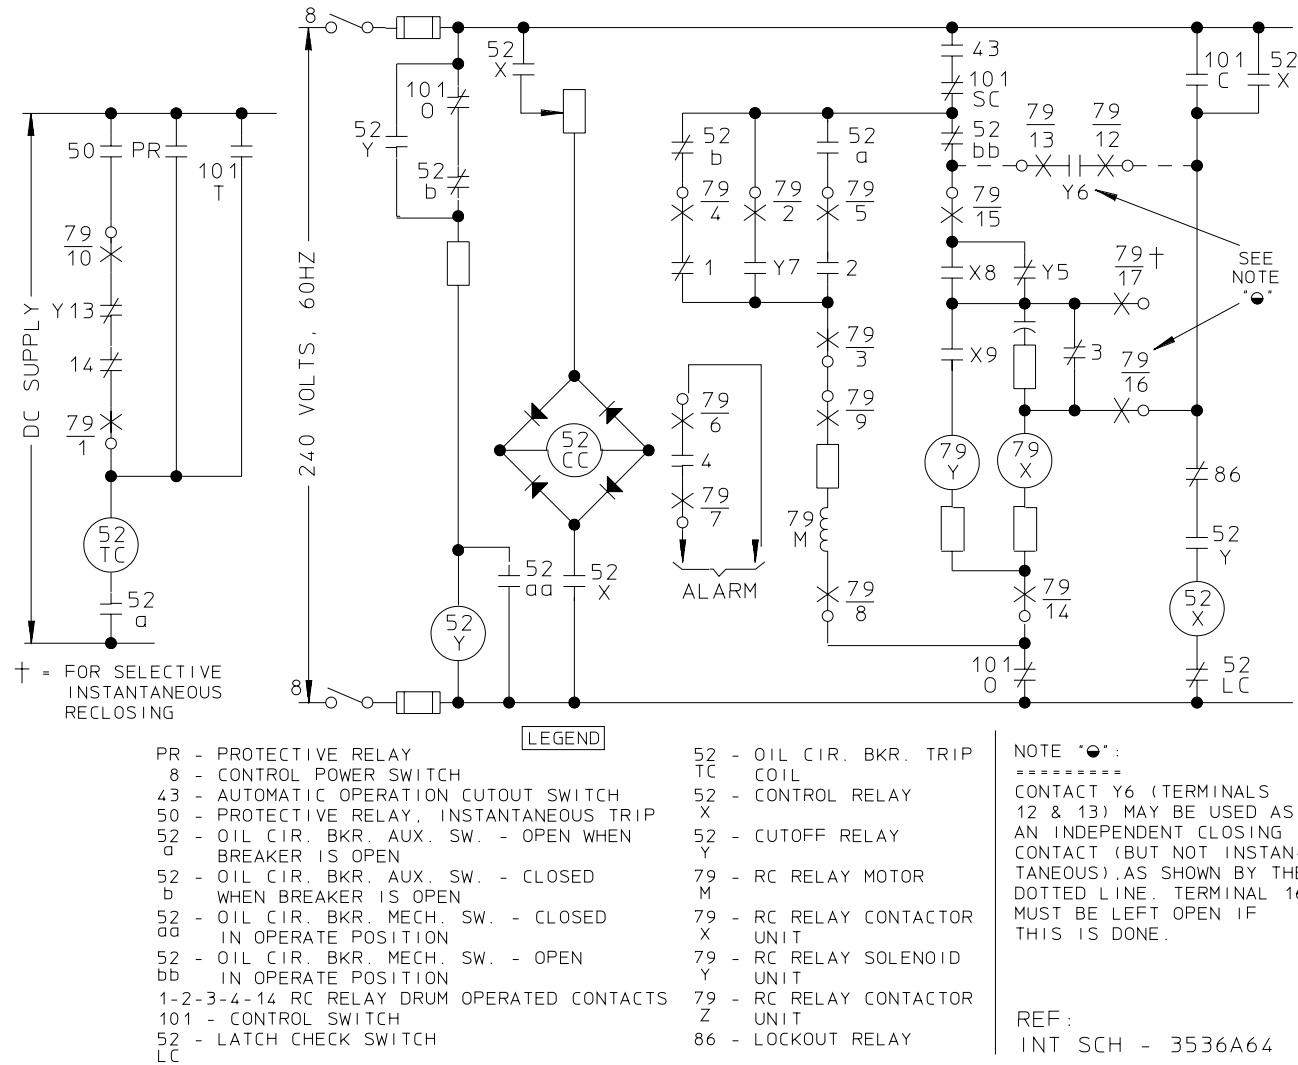 8
52
X
43
101
C
52
X
101
SC
101
O
50
PR
101
T
52
Y
52
b
52
b
52
a
52
bb
79
13
79
12
Y6
79
4
79
2
79
5
79
15
79
10
Y13
14
79
1
DC SUPPLY
240 VOLTS, 60HZ
1
Y7
2
X8
Y5
79 †
17
SEE
NOTE
"◒"
79
3
X9
3
79
16
79
6
79
9
52
CC
4
79
Y
79
X
86
79
7
52
TC
79
M
52
Y
52
a
52
aa
52
X
ALARM
79
8
79
14
52
X
52
Y
101
O
52
LC
8
† = FOR SELECTIVE
INSTANTANEOUS
RECLOSING
LEGEND
PR - PROTECTIVE RELAY
8 - CONTROL POWER SWITCH
43 - AUTOMATIC OPERATION CUTOUT SWITCH
50 - PROTECTIVE RELAY, INSTANTANEOUS TRIP
52 - OIL CIR. BKR. AUX. SW. - OPEN WHEN
a BREAKER IS OPEN
52 - OIL CIR. BKR. AUX. SW. - CLOSED
b WHEN BREAKER IS OPEN
52 - OIL CIR. BKR. MECH. SW. - CLOSED
aa IN OPERATE POSITION
52 - OIL CIR. BKR. MECH. SW. - OPEN
bb IN OPERATE POSITION
1-2-3-4-14 RC RELAY DRUM OPERATED CONTACTS
101 - CONTROL SWITCH
52 - LATCH CHECK SWITCH
LC
52 - OIL CIR. BKR. TRIP
TC COIL
52 - CONTROL RELAY
X
52 - CUTOFF RELAY
Y
79 - RC RELAY MOTOR
M
79 - RC RELAY CONTACTOR
X UNIT
79 - RC RELAY SOLENOID
Y UNIT
79 - RC RELAY CONTACTOR
Z UNIT
86 - LOCKOUT RELAY
NOTE "◒":
=========
CONTACT Y6 (TERMINALS
12 & 13) MAY BE USED AS
AN INDEPENDENT CLOSING
CONTACT (BUT NOT INSTAN-
TANEOUS),AS SHOWN BY THE
DOTTED LINE. TERMINAL 16
MUST BE LEFT OPEN IF
THIS IS DONE.
REF:
INT SCH - 3536A64